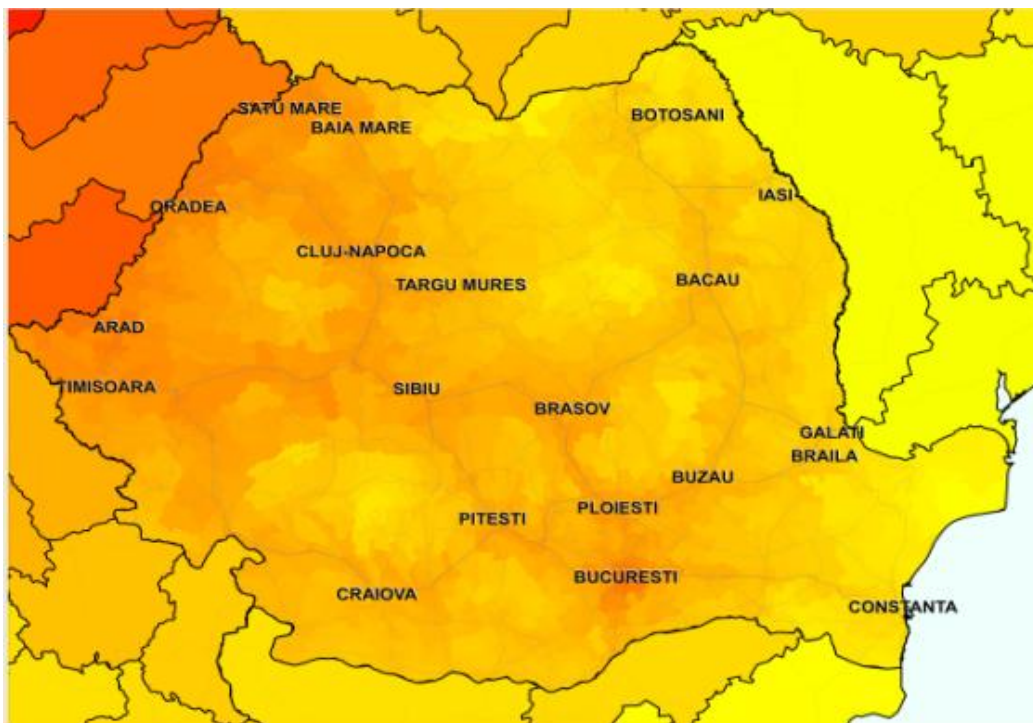 SATU MARE
BAIA MARE
BOTOSANI
ORADEA
IASI
CLUJ-NAPOCA
TARGU MURES
BACAU
ARAD
TIMISOARA
SIBIU
BRASOV
GALATI
BRAILA
BUZAU
PLOIESTI
PITESTI
BUCURESTI
CRAIOVA
CONSTANTA